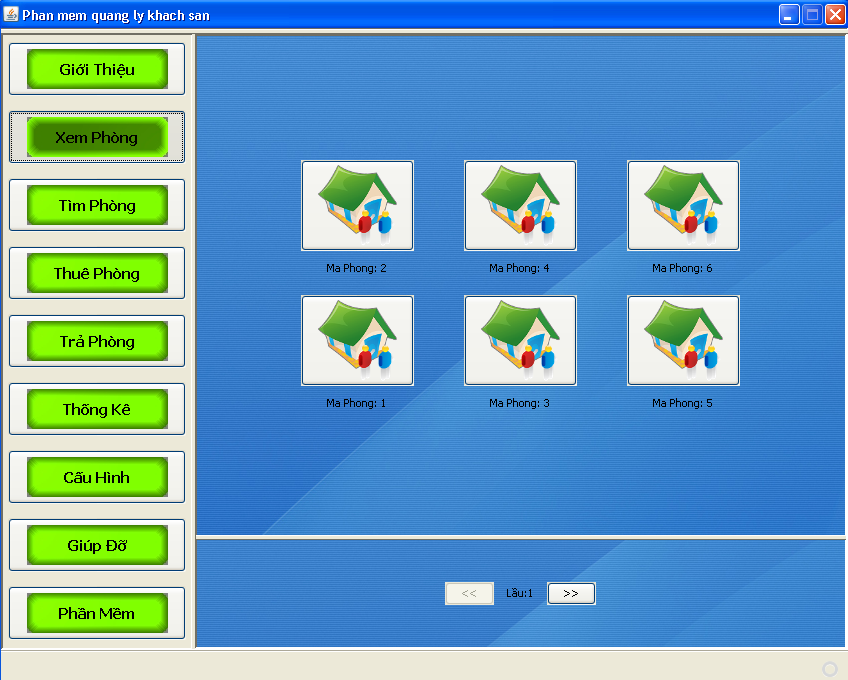 Phan mem quang ly khach san
Giới Thiệu
Xem Phòng
Tìm Phòng
Thuê Phòng
Trả Phòng
Thống Kê
Cấu Hình
Giúp Đỡ
Phần Mềm
Ma Phong: 2
Ma Phong: 4
Ma Phong: 6
Ma Phong: 1
Ma Phong: 3
Ma Phong: 5
<< Lầu:1 >>